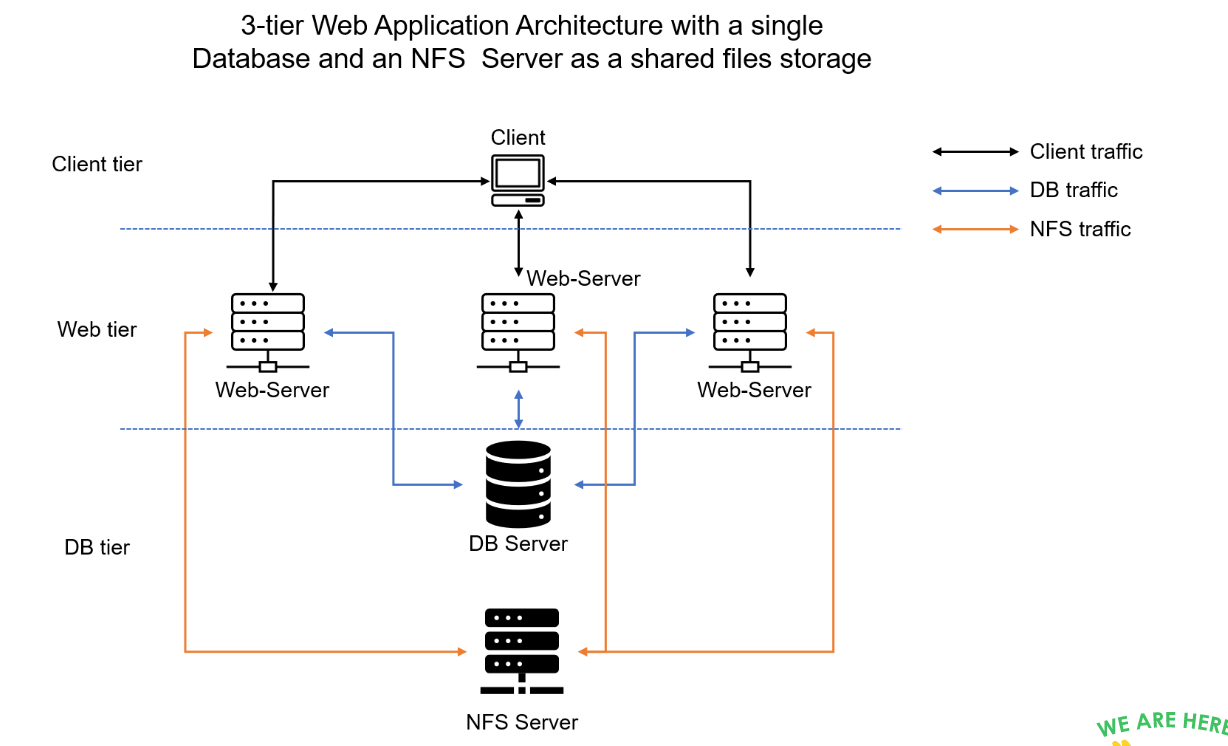 3-tier Web Application Architecture with a single
Database and an NFS Server as a shared files storage
Client
Client tier
Client traffic
DB traffic
NFS traffic
Web-Server
Web tier
Web-Server
Web-Server
DB Server
DB tier
NFS Server
WE ARE HERE